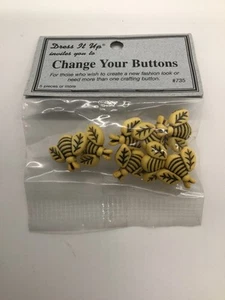 Dress It Up®
invites you to
Change Your Buttons
For those who wish to create a new fashion look or
need more than one crafting button.
#735